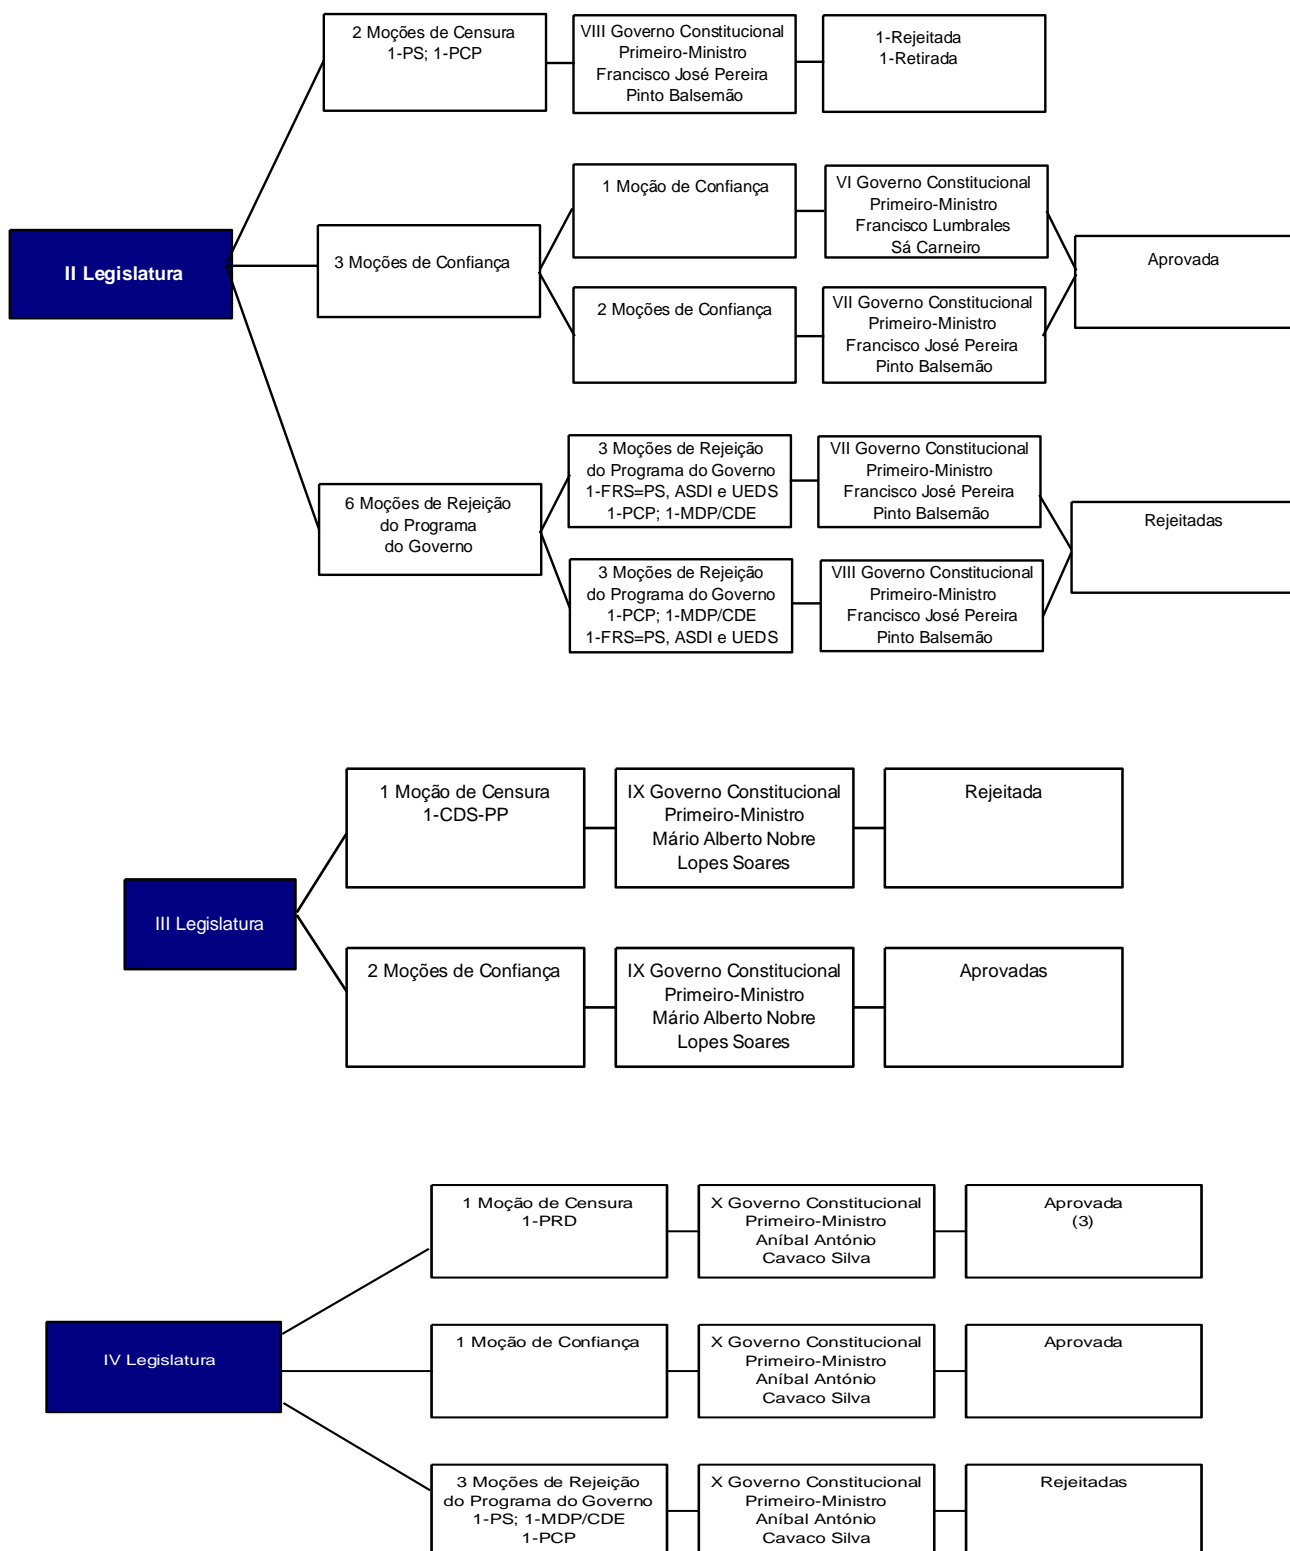 2 Moções de Censura
1-PS; 1-PCP
VIII Governo Constitucional
Primeiro-Ministro
Francisco José Pereira
Pinto Balsemão
1-Rejeitada
1-Retirada
II Legislatura
3 Moções de Confiança
1 Moção de Confiança
VI Governo Constitucional
Primeiro-Ministro
Francisco Lumbrales
Sá Carneiro
2 Moções de Confiança
VII Governo Constitucional
Primeiro-Ministro
Francisco José Pereira
Pinto Balsemão
Aprovada
6 Moções de Rejeição
do Programa
do Governo
3 Moções de Rejeição
do Programa do Governo
1-FRS=PS, ASDI e UEDS
1-PCP; 1-MDP/CDE
VII Governo Constitucional
Primeiro-Ministro
Francisco José Pereira
Pinto Balsemão
3 Moções de Rejeição
do Programa do Governo
1-PCP; 1-MDP/CDE
1-FRS=PS, ASDI e UEDS
VIII Governo Constitucional
Primeiro-Ministro
Francisco José Pereira
Pinto Balsemão
Rejeitadas
III Legislatura
1 Moção de Censura
1-CDS-PP
IX Governo Constitucional
Primeiro-Ministro
Mário Alberto Nobre
Lopes Soares
Rejeitada
2 Moções de Confiança
IX Governo Constitucional
Primeiro-Ministro
Mário Alberto Nobre
Lopes Soares
Aprovadas
IV Legislatura
1 Moção de Censura
1-PRD
X Governo Constitucional
Primeiro-Ministro
Aníbal António
Cavaco Silva
Aprovada
(3)
1 Moção de Confiança
X Governo Constitucional
Primeiro-Ministro
Aníbal António
Cavaco Silva
Aprovada
3 Moções de Rejeição
do Programa do Governo
1-PS; 1-MDP/CDE
1-PCP
X Governo Constitucional
Primeiro-Ministro
Aníbal António
Cavaco Silva
Rejeitadas